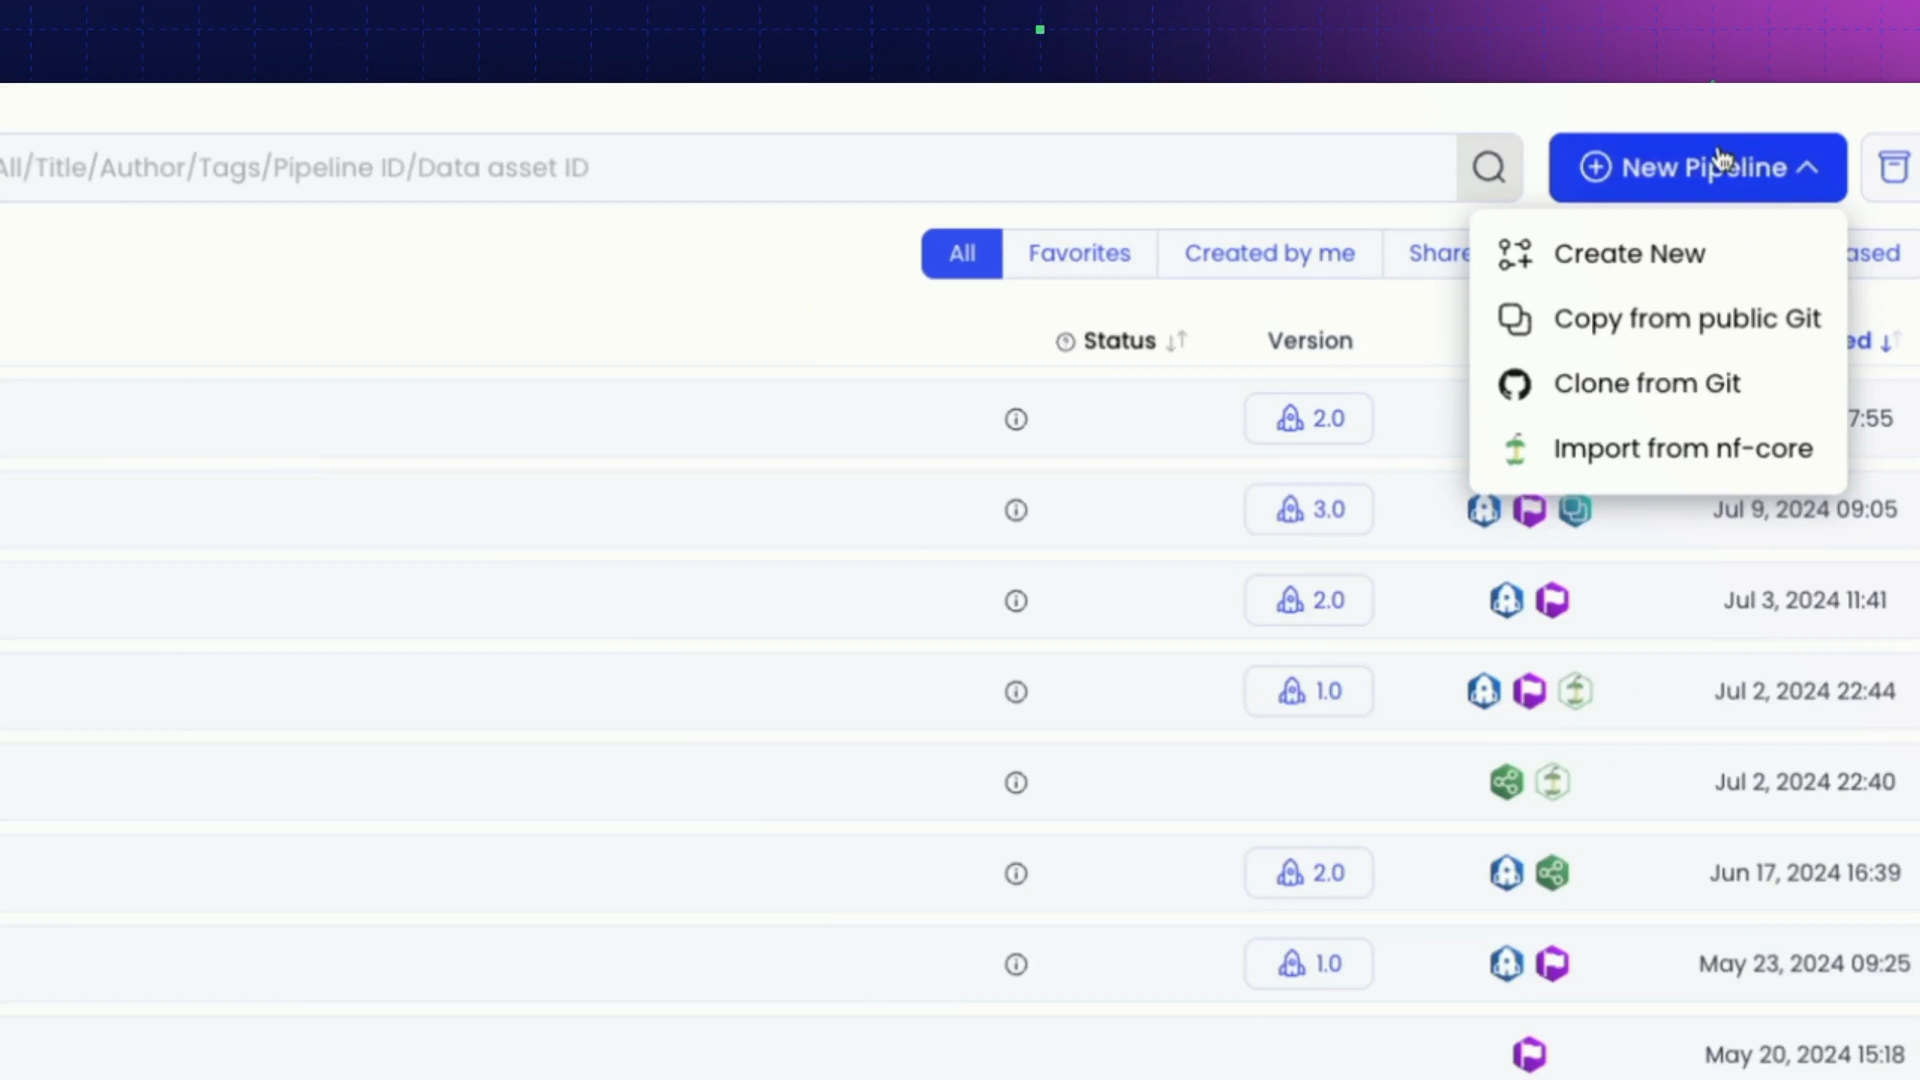 All/Title/Author/Tags/Pipeline ID/Data asset ID
New Pipeline
All
Favorites
Created by me
Share
ased
Create New
Copy from public Git
Clone from Git
Import from nf-core
Status
Version
ed
2.0
7:55
3.0
Jul 9, 2024 09:05
2.0
Jul 3, 2024 11:41
1.0
Jul 2, 2024 22:44
Jul 2, 2024 22:40
2.0
Jun 17, 2024 16:39
1.0
May 23, 2024 09:25
May 20, 2024 15:18